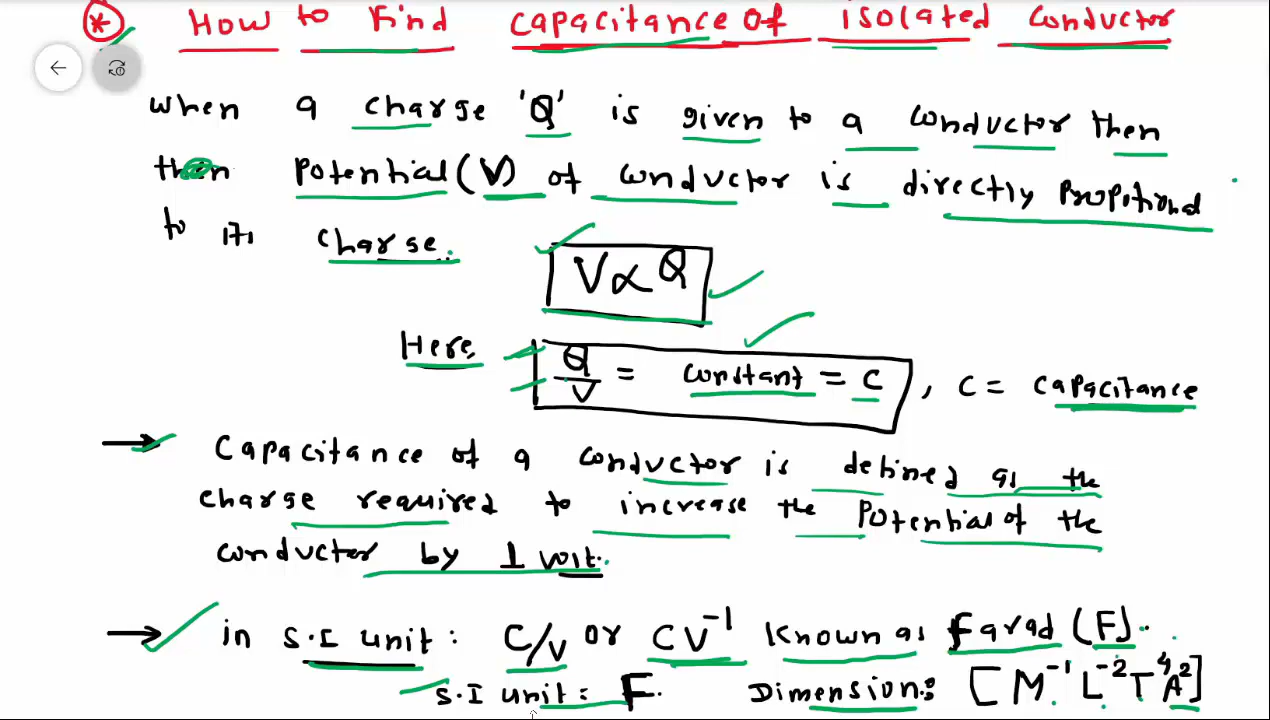 * How to Find Capacitance Of isolated Conductor
When a charge 'Q' is given to a conductor then
then Potential (V) of conductor is directly Propotional
to its charge.
V ∝ Q
Here, Q/V = constant = C, C = Capacitance
→ Capacitance of a conductor is defined as the
charge required to increase the Potential of the
conductor by 1 volt.
→ in S.I unit: C/V or CV⁻¹ Known as Farad (F).
S.I unit: F. Dimension: [M⁻¹ L⁻² T⁴ A²]